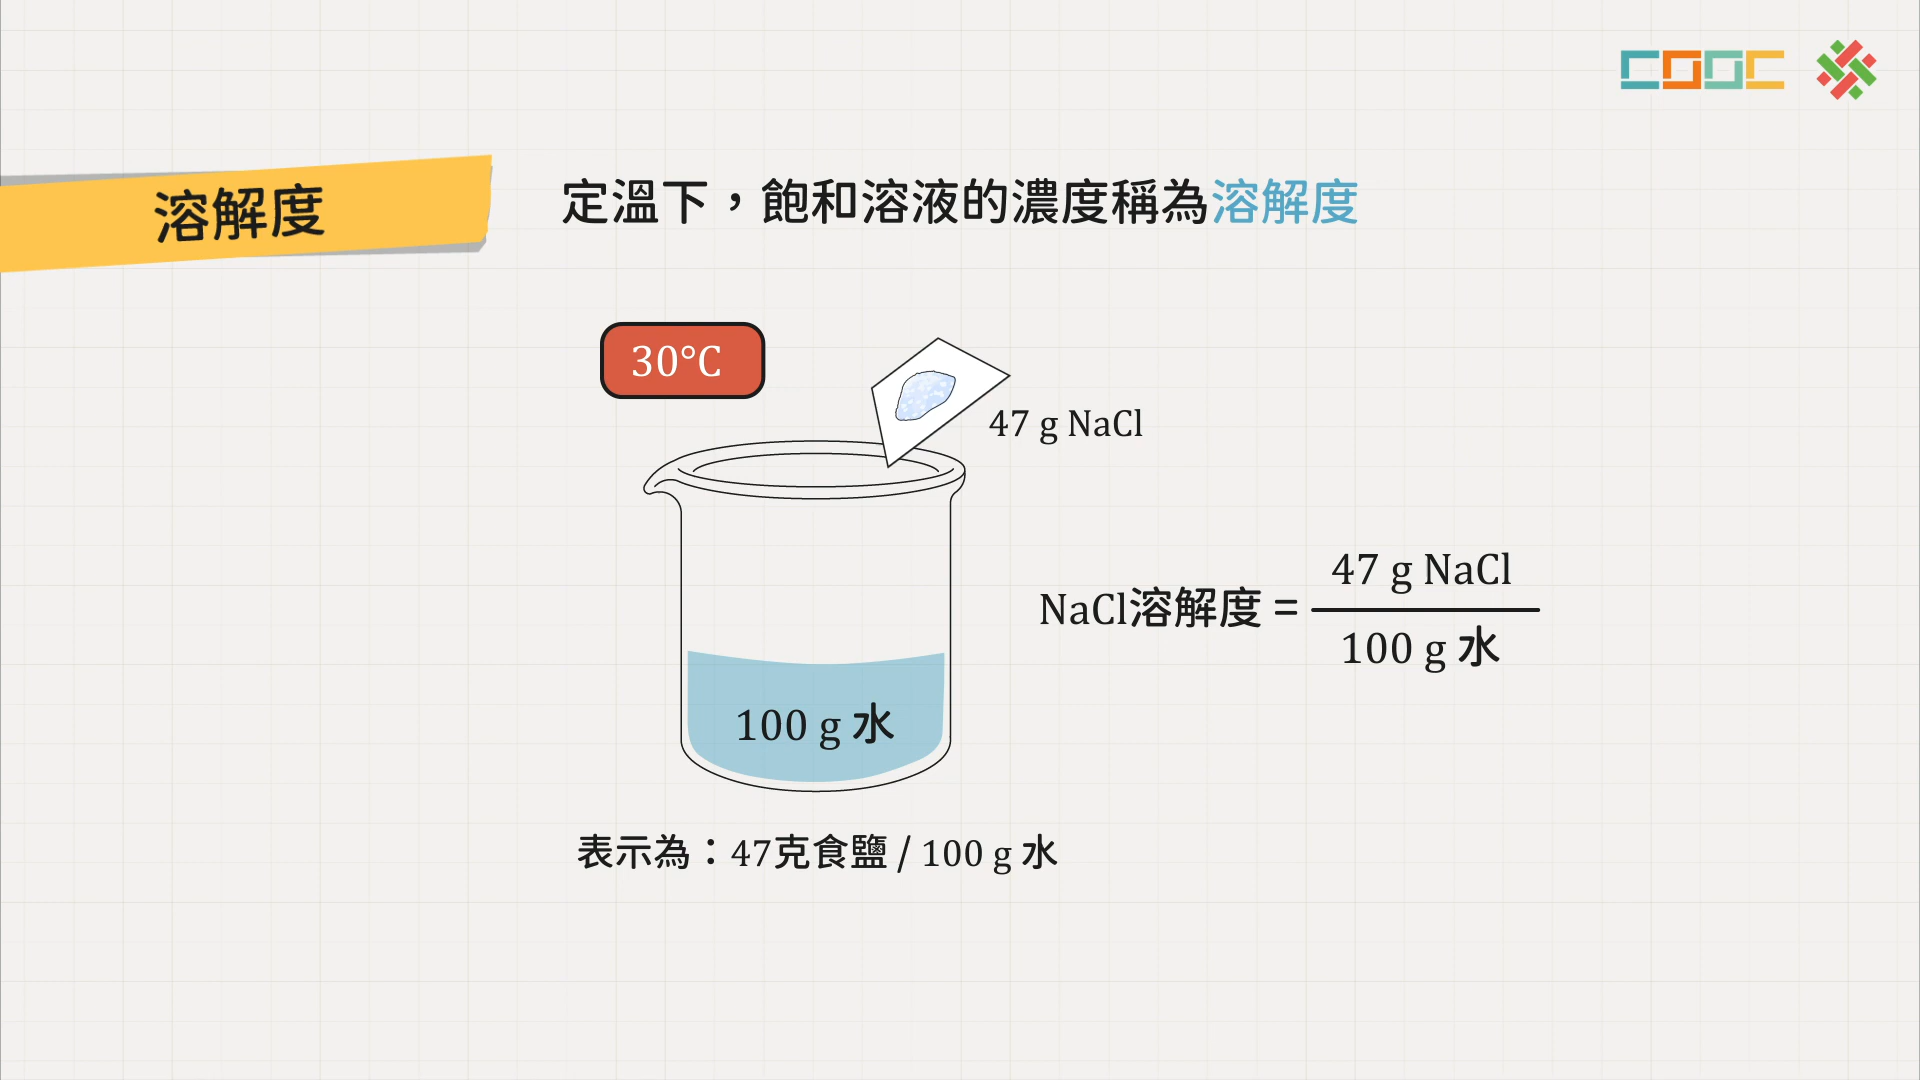 COOC
溶解度
定溫下，飽和溶液的濃度稱為溶解度
30°C
47 g NaCl
NaCl溶解度 =
47 g NaCl
100 g 水
100 g 水
表示為：47克食鹽 / 100 g 水